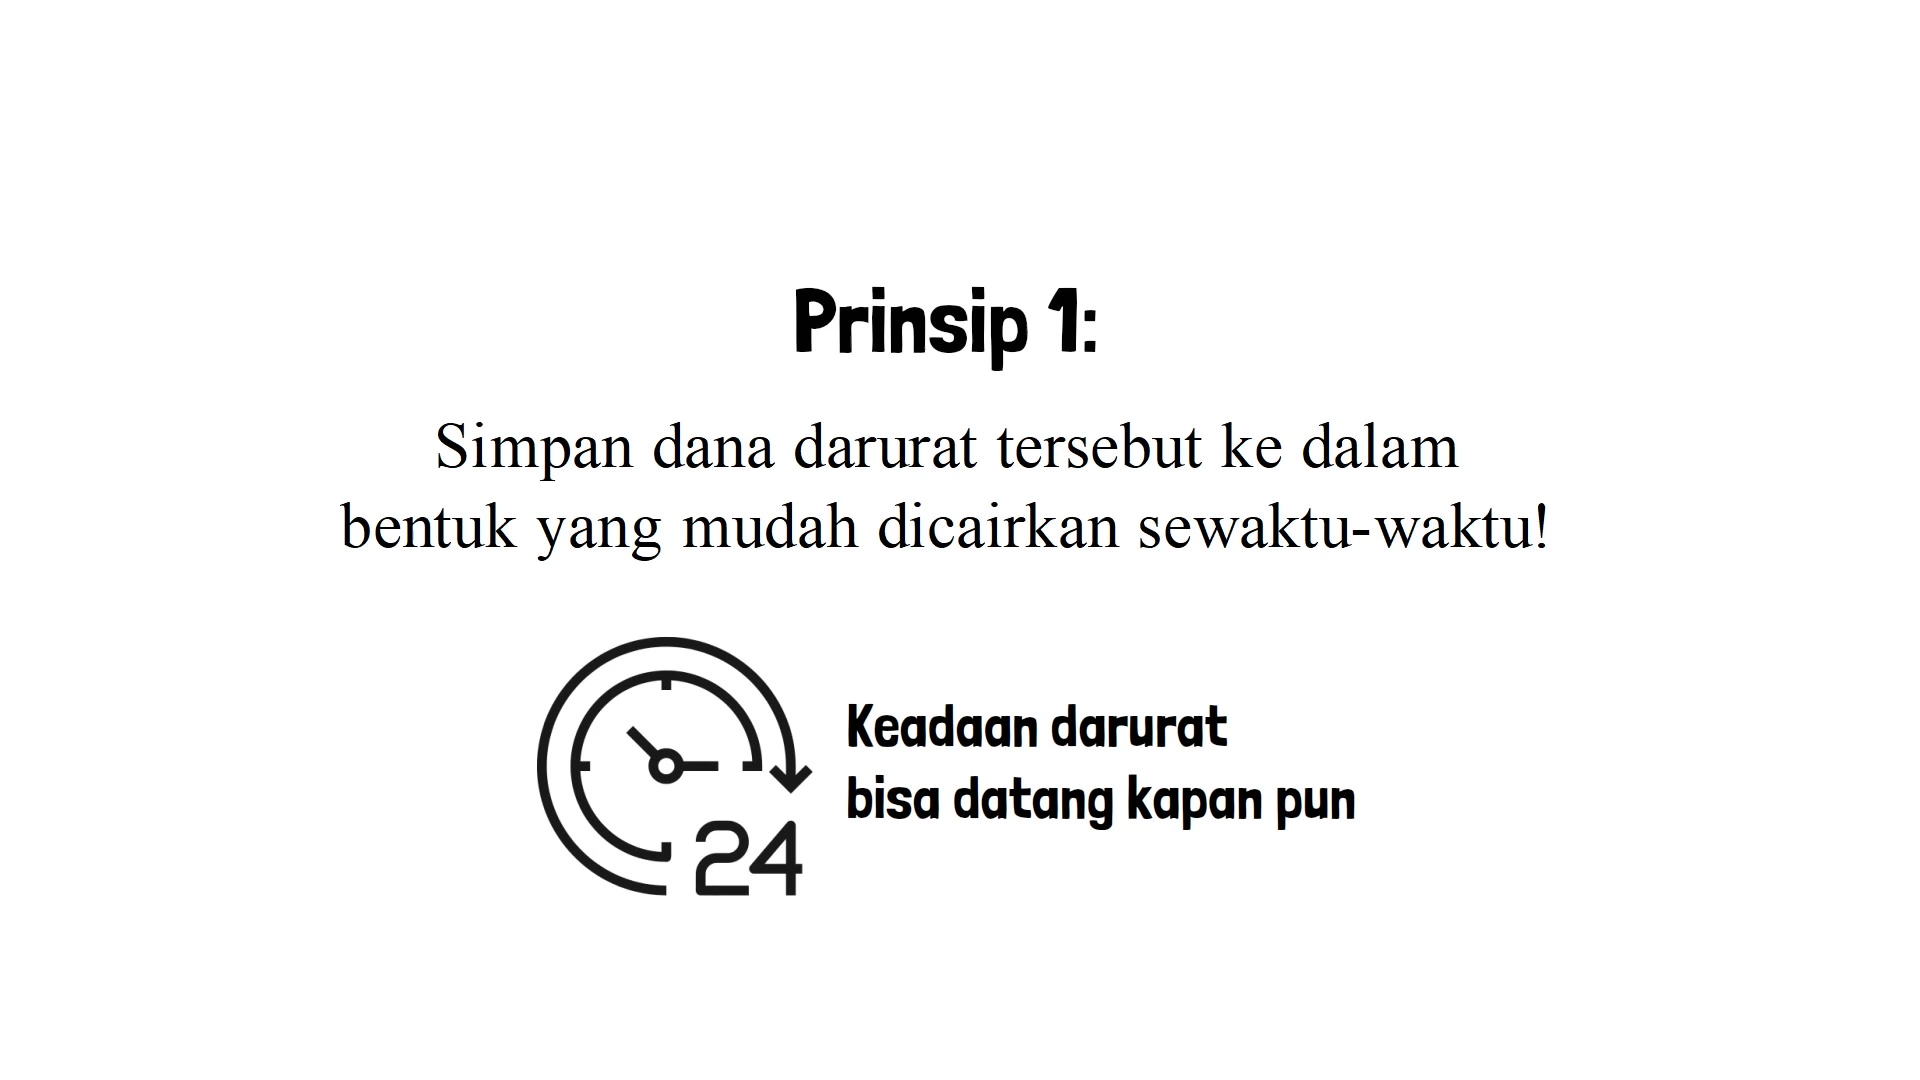 Prinsip 1:
Simpan dana darurat tersebut ke dalam
bentuk yang mudah dicairkan sewaktu-waktu!
Keadaan darurat
bisa datang kapan pun
24